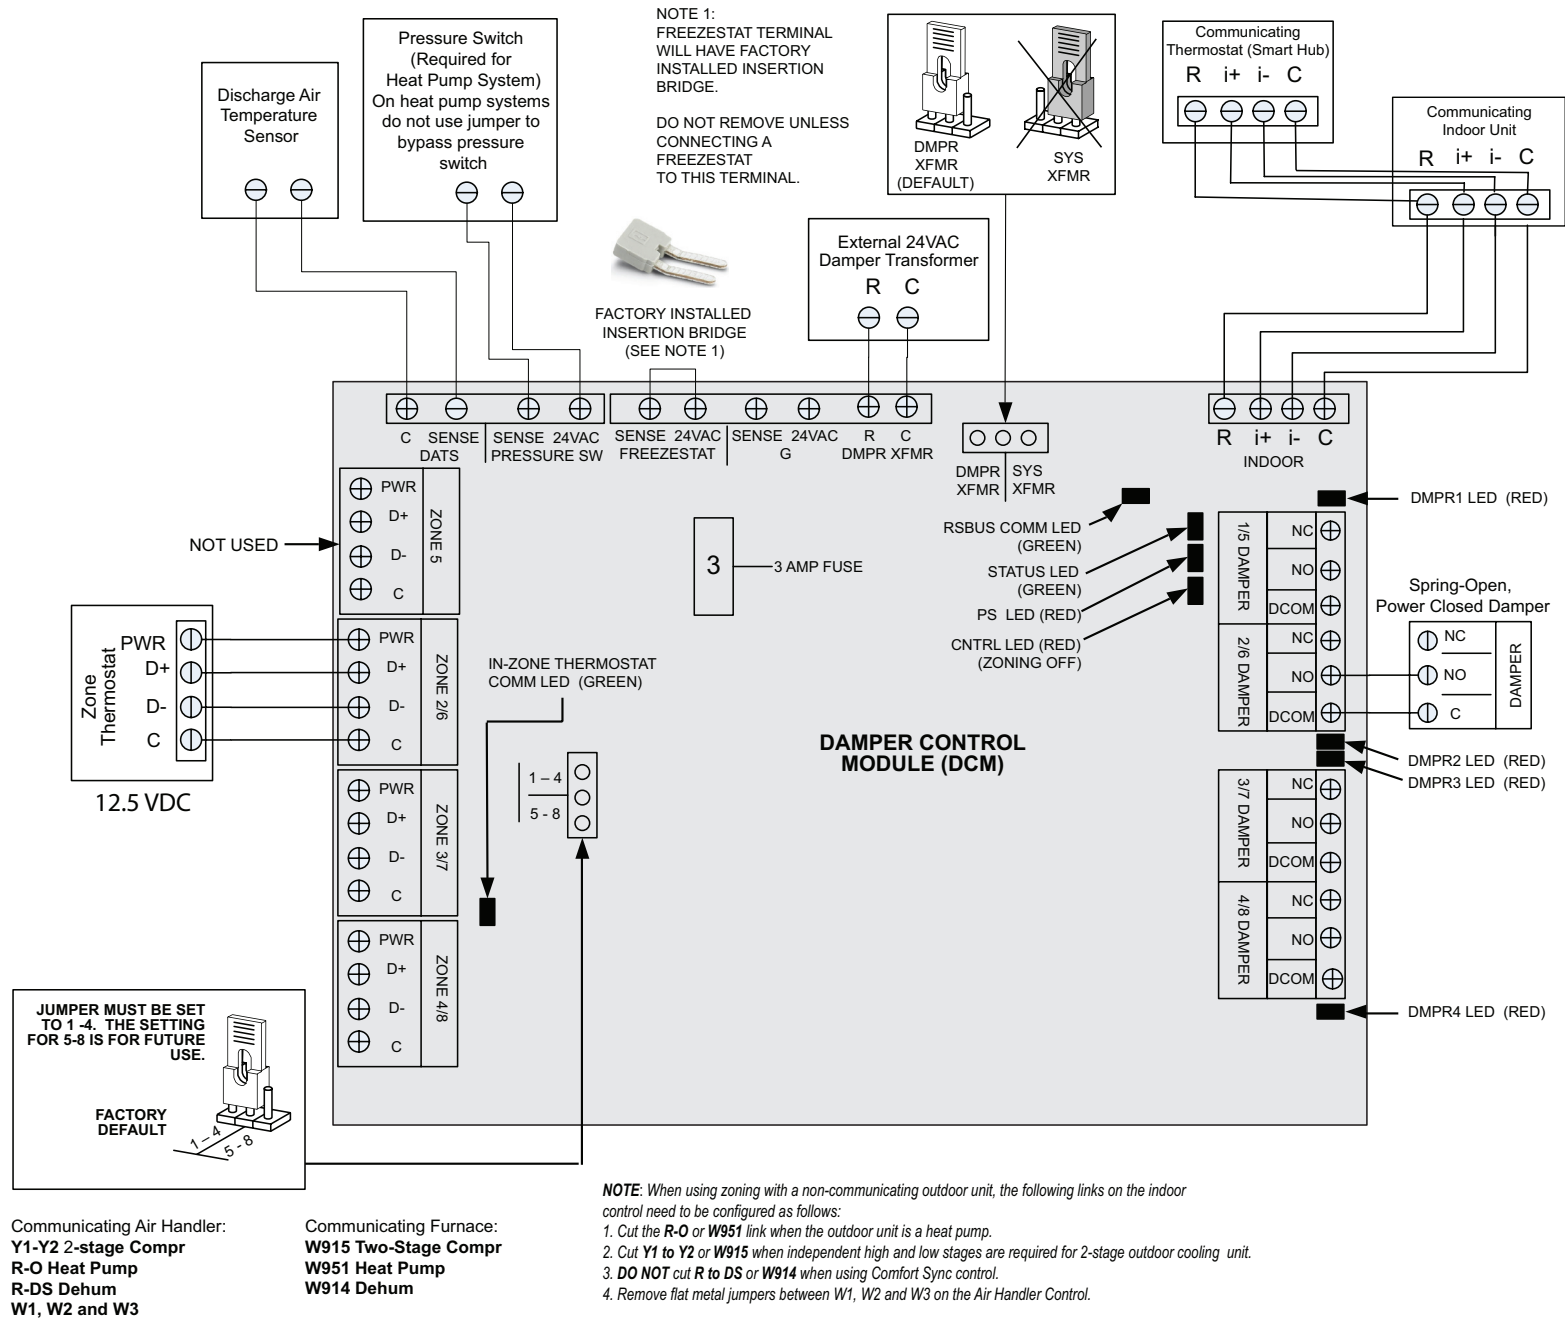 Discharge Air
Temperature
Sensor
Pressure Switch
(Required for
Heat Pump System)
On heat pump systems
do not use jumper to
bypass pressure
switch
NOTE 1:
FREEZESTAT TERMINAL
WILL HAVE FACTORY
INSTALLED INSERTION
BRIDGE.
DO NOT REMOVE UNLESS
CONNECTING A
FREEZESTAT
TO THIS TERMINAL.
FACTORY INSTALLED
INSERTION BRIDGE
(SEE NOTE 1)
DMPR
XFMR
(DEFAULT)
SYS
XFMR
External 24VAC
Damper Transformer
R C
Communicating
Thermostat (Smart Hub)
R i+ i- C
Communicating
Indoor Unit
R i+ i- C
C SENSE
DATS
SENSE 24VAC
PRESSURE SW
SENSE 24VAC
FREEZESTAT
SENSE 24VAC
G
R C
DMPR XFMR
DMPR
XFMR
SYS
XFMR
R i+ i- C
INDOOR
NOT USED
PWR
D+
D-
C
ZONE 5
Zone
Thermostat
PWR
D+
D-
C
12.5 VDC
PWR
D+
D-
C
ZONE 2/6
PWR
D+
D-
C
ZONE 3/7
PWR
D+
D-
C
ZONE 4/8
3
3 AMP FUSE
IN-ZONE THERMOSTAT
COMM LED (GREEN)
1 – 4
5 - 8
DAMPER CONTROL
MODULE (DCM)
RSBUS COMM LED
(GREEN)
STATUS LED
(GREEN)
PS LED (RED)
CNTRL LED (RED)
(ZONING OFF)
DMPR1 LED (RED)
1/5 DAMPER
NC
NO
DCOM
2/6 DAMPER
NC
NO
DCOM
Spring-Open,
Power Closed Damper
NC
NO
C
DAMPER
DMPR2 LED (RED)
DMPR3 LED (RED)
3/7 DAMPER
NC
NO
DCOM
4/8 DAMPER
NC
NO
DCOM
DMPR4 LED (RED)
JUMPER MUST BE SET
TO 1 -4. THE SETTING
FOR 5-8 IS FOR FUTURE
USE.
FACTORY
DEFAULT
1 – 4
5 - 8
Communicating Air Handler:
Y1-Y2 2-stage Compr
R-O Heat Pump
R-DS Dehum
W1, W2 and W3
Communicating Furnace:
W915 Two-Stage Compr
W951 Heat Pump
W914 Dehum
NOTE: When using zoning with a non-communicating outdoor unit, the following links on the indoor
control need to be configured as follows:
1. Cut the R-O or W951 link when the outdoor unit is a heat pump.
2. Cut Y1 to Y2 or W915 when independent high and low stages are required for 2-stage outdoor cooling unit.
3. DO NOT cut R to DS or W914 when using Comfort Sync control.
4. Remove flat metal jumpers between W1, W2 and W3 on the Air Handler Control.